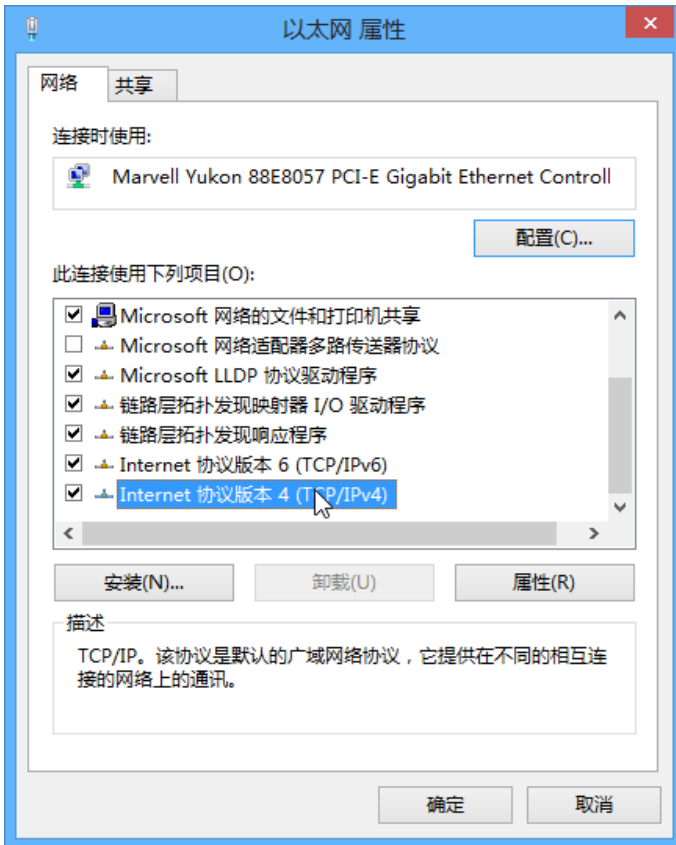 以太网 属性
网络
共享
连接时使用:
Marvell Yukon 88E8057 PCI-E Gigabit Ethernet Controll
配置(C)...
此连接使用下列项目(O):
Microsoft 网络的文件和打印机共享
Microsoft 网络适配器多路传送器协议
Microsoft LLDP 协议驱动程序
链路层拓扑发现映射器 I/O 驱动程序
链路层拓扑发现响应程序
Internet 协议版本 6 (TCP/IPv6)
Internet 协议版本 4 (TCP/IPv4)
安装(N)...
卸载(U)
属性(R)
描述
TCP/IP。该协议是默认的广域网络协议，它提供在不同的相互连
接的网络上的通讯。
确定
取消